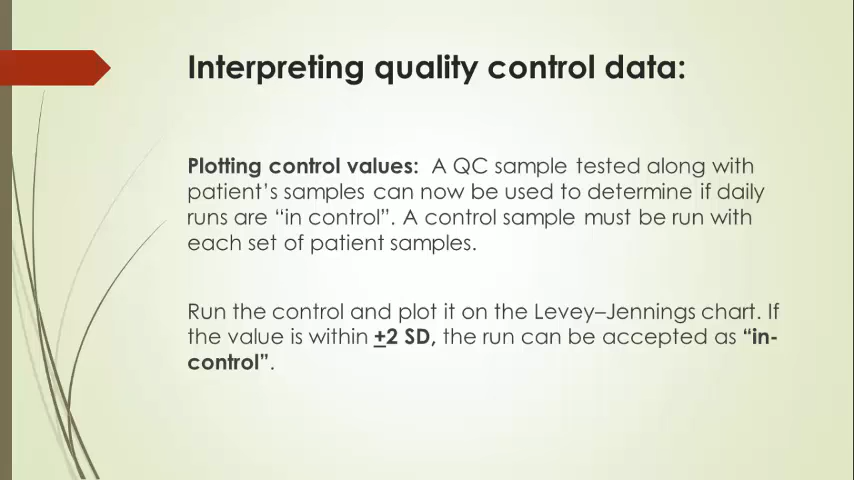 Interpreting quality control data:
Plotting control values:  A QC sample tested along with
patient’s samples can now be used to determine if daily
runs are “in control”. A control sample must be run with
each set of patient samples.
Run the control and plot it on the Levey–Jennings chart. If
the value is within +2 SD, the run can be accepted as “in-
control”.